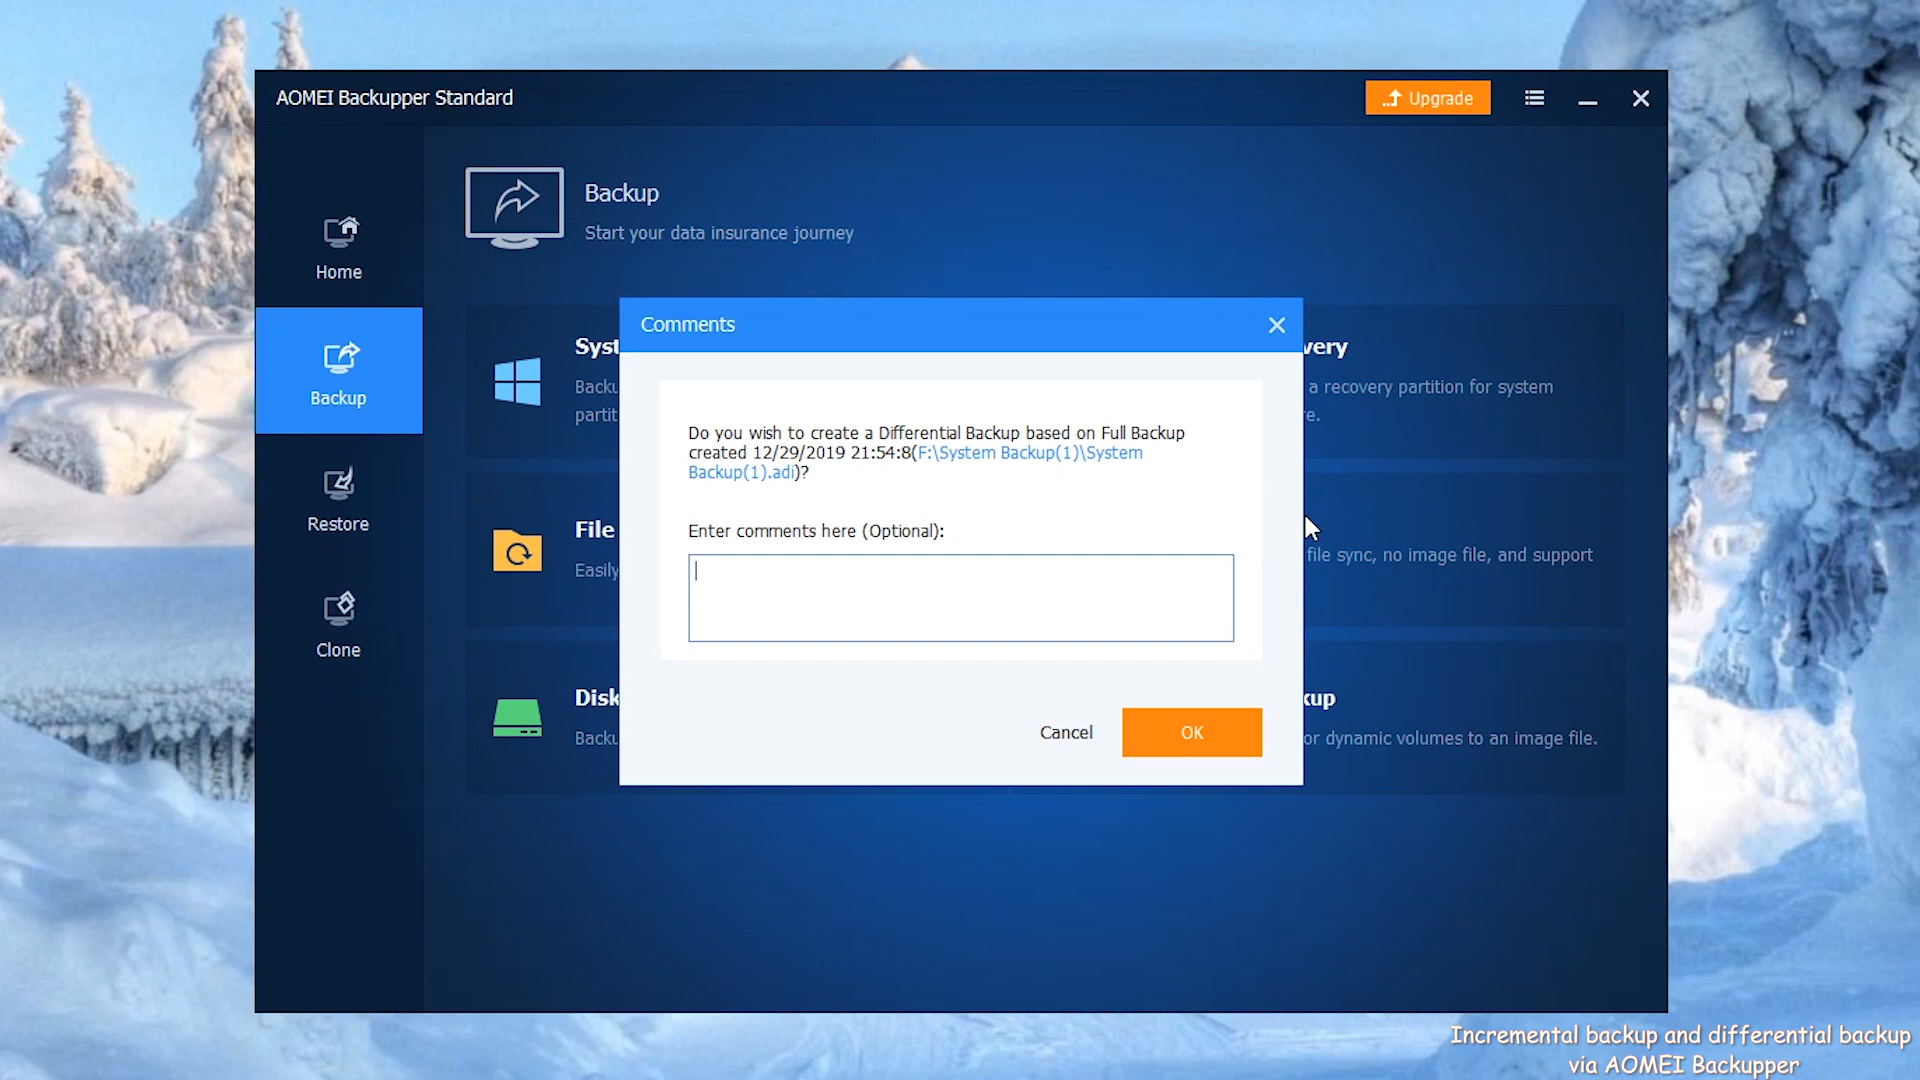 AOMEI Backupper Standard
Upgrade
Home
Backup
Restore
Clone
Backup
Start your data insurance journey
Syst
Backu
partit
very
a recovery partition for system
e.
File
Easily
file sync, no image file, and support
Disk
Backu
kup
or dynamic volumes to an image file.
Comments
Do you wish to create a Differential Backup based on Full Backup
created 12/29/2019 21:54:8(F:\System Backup(1)\System
Backup(1).adi)?
Enter comments here (Optional):
Cancel
OK
Incremental backup and differential backup
via AOMEI Backupper